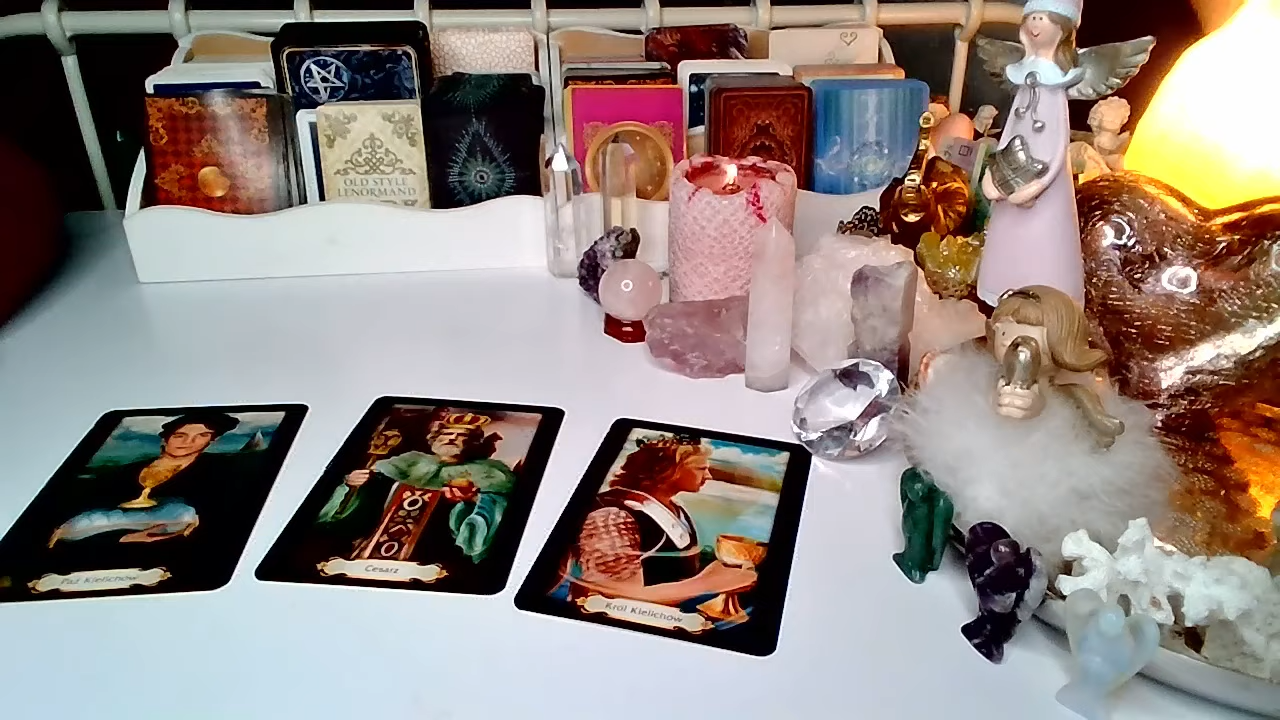 OLD STYLE
LENORMAND
Paź Kielichów
Cesarz
Król Kielichów